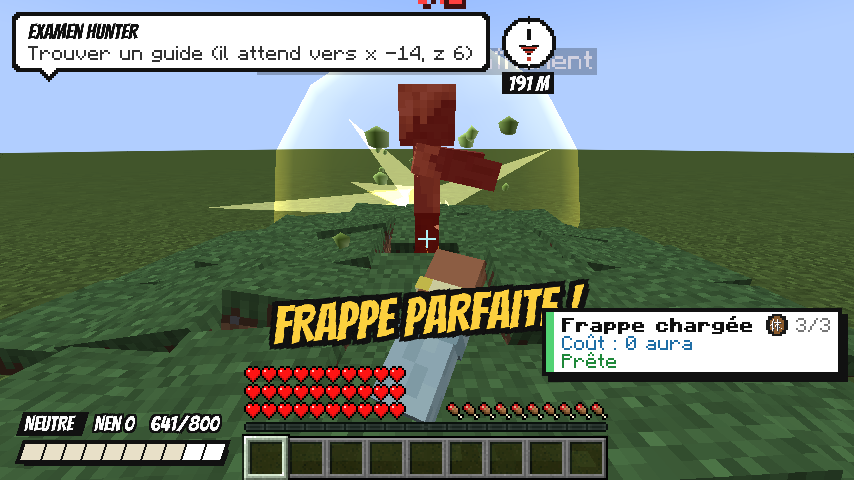 EXAMEN HUNTER
Trouver un guide (il attend vers x -14, z 6)
191 M
FRAPPE PARFAITE !
Frappe chargée 3/3
Coût : 0 aura
Prête
NEUTRE NEN 0 641/800